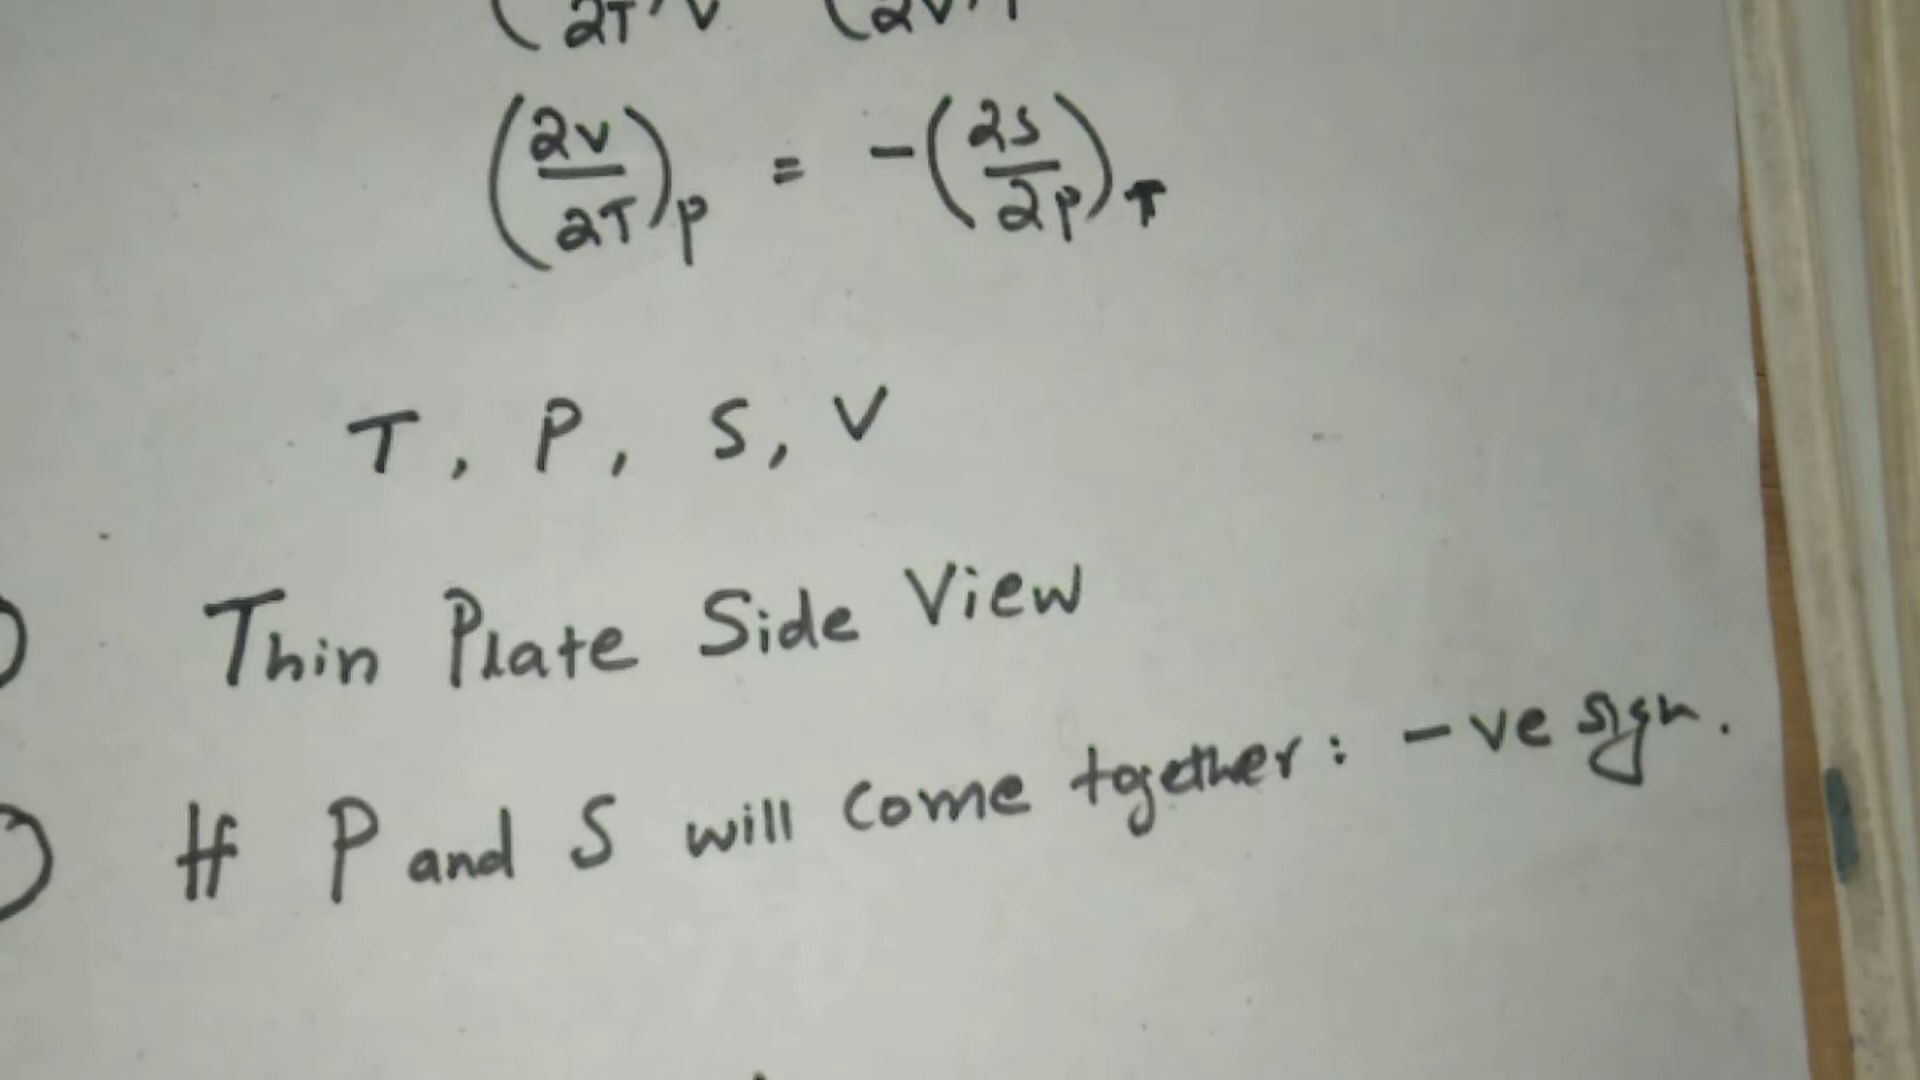 (∂T)V (∂V)T
(∂V/∂T)P = -(∂S/∂P)T
T, P, S, V
Thin Plate Side View
If P and S will come together: -ve sign.